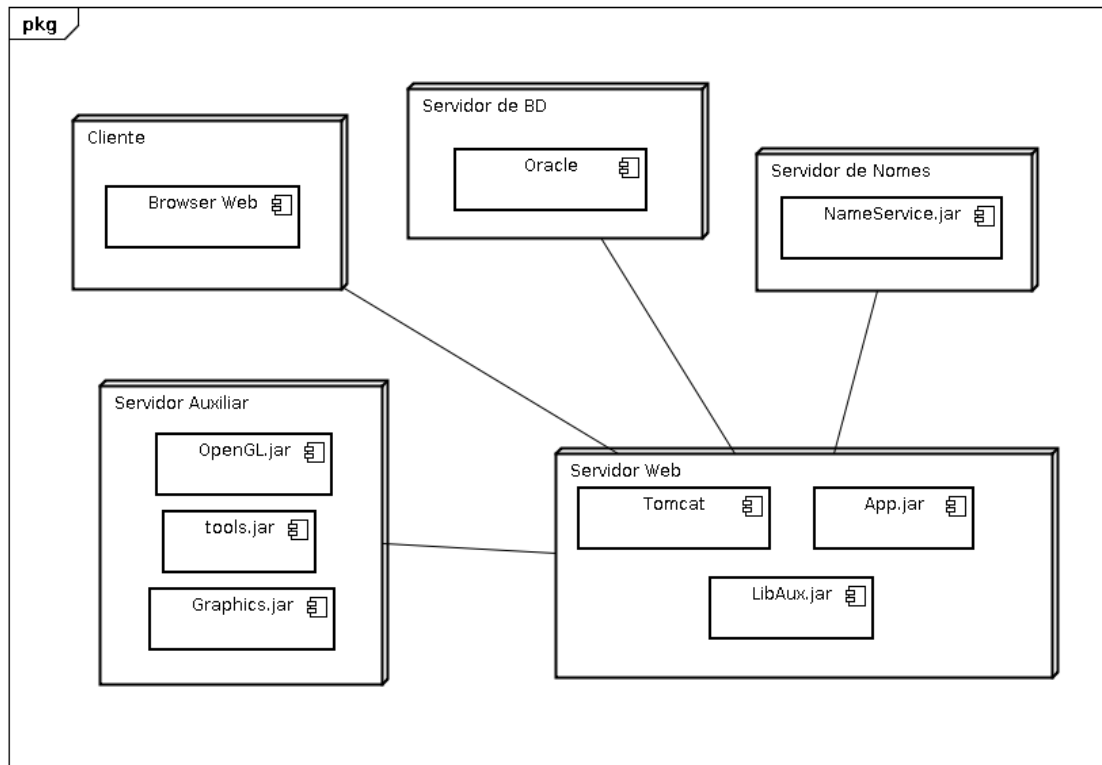 pkg
Cliente
Browser Web
Servidor de BD
Oracle
Servidor de Nomes
NameService.jar
Servidor Auxiliar
OpenGL.jar
tools.jar
Graphics.jar
Servidor Web
Tomcat
App.jar
LibAux.jar